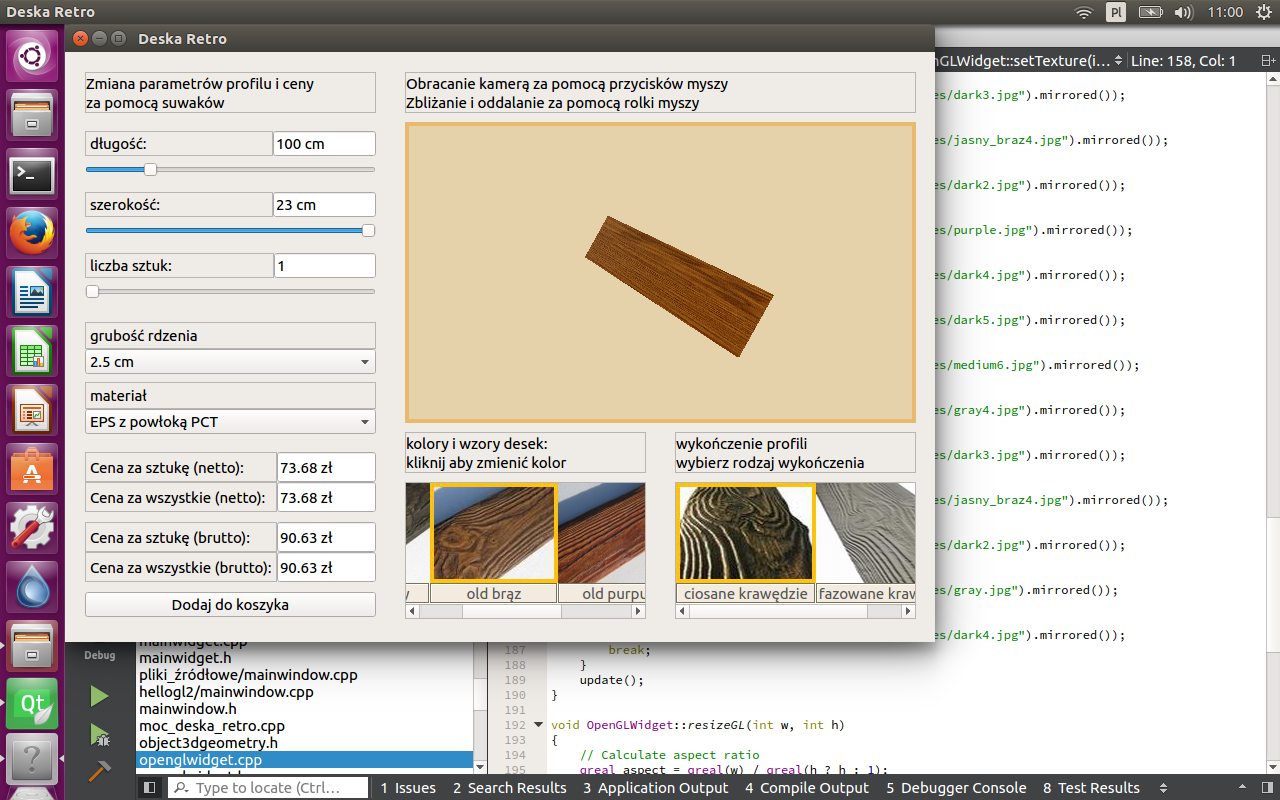 Deska Retro
Pl
11:00
Deska Retro
Zmiana parametrów profilu i ceny
za pomocą suwaków
długość:
100 cm
szerokość:
23 cm
liczba sztuk:
1
grubość rdzenia
2.5 cm
materiał
EPS z powłoką PCT
Cena za sztukę (netto):
73.68 zł
Cena za wszystkie (netto):
73.68 zł
Cena za sztukę (brutto):
90.63 zł
Cena za wszystkie (brutto):
90.63 zł
Dodaj do koszyka
Obracanie kamerą za pomocą przycisków myszy
Zbliżanie i oddalanie za pomocą rolki myszy
kolory i wzory desek:
kliknij aby zmienić kolor
old brąz
old purpu
wykończenie profili
wybierz rodzaj wykończenia
ciosane krawędzie
fazowane kraw
GLWidget::setTexture(i...
Line: 158, Col: 1
es/dark3.jpg").mirrored());
es/jasny_braz4.jpg").mirrored());
es/dark2.jpg").mirrored());
es/purple.jpg").mirrored());
es/dark4.jpg").mirrored());
es/dark5.jpg").mirrored());
es/medium6.jpg").mirrored());
es/gray4.jpg").mirrored());
es/dark3.jpg").mirrored());
es/jasny_braz4.jpg").mirrored());
es/dark2.jpg").mirrored());
es/gray.jpg").mirrored());
es/dark4.jpg").mirrored());
Debug
mainwidget.cpp
mainwidget.h
pliki_źródłowe/mainwindow.cpp
hellogl2/mainwindow.cpp
mainwindow.h
moc_deska_retro.cpp
object3dgeometry.h
openglwidget.cpp
187 break;
188 }
189 update();
190 }
191
192 void OpenGLWidget::resizeGL(int w, int h)
193 {
194 // Calculate aspect ratio
195 qreal aspect = qreal(w) / qreal(h ? h : 1);
Qt
Type to locate (Ctrl...
1 Issues
2 Search Results
3 Application Output
4 Compile Output
5 Debugger Console
8 Test Results